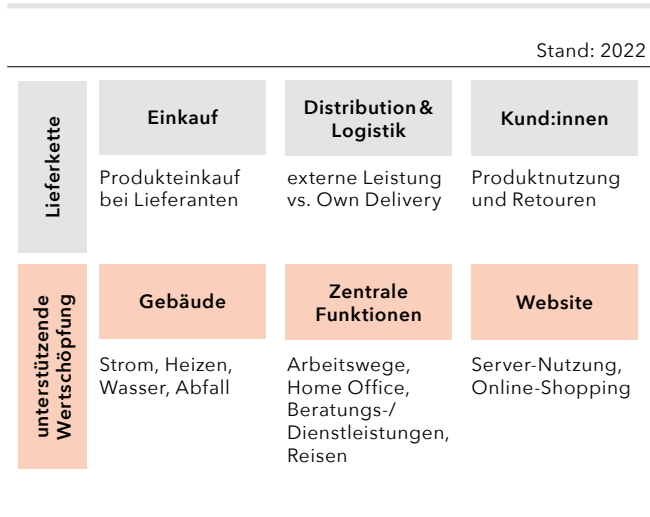 Stand: 2022
Lieferkette
Einkauf
Produkteinkauf
bei Lieferanten
Distribution &
Logistik
externe Leistung
vs. Own Delivery
Kund:innen
Produktnutzung
und Retouren
unterstützende
Wertschöpfung
Gebäude
Strom, Heizen,
Wasser, Abfall
Zentrale
Funktionen
Arbeitswege,
Home Office,
Beratungs-/
Dienstleistungen,
Reisen
Website
Server-Nutzung,
Online-Shopping